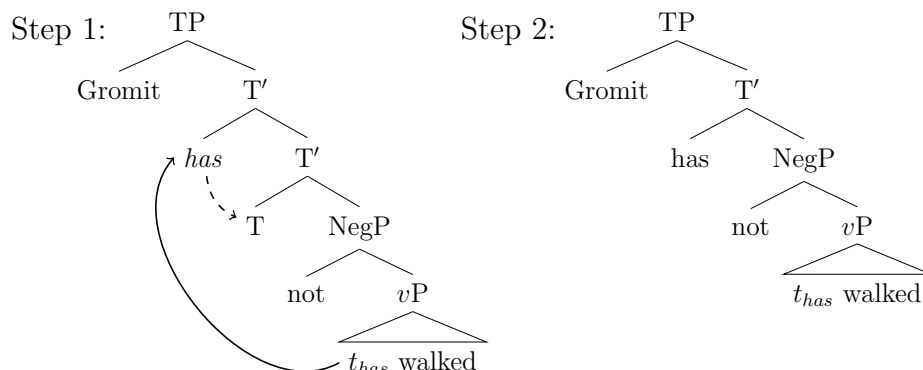 Step 1:
TP
Gromit
T′
has
T′
T
NegP
not
vP
t_has walked
Step 2:
TP
Gromit
T′
has
NegP
not
vP
t_has walked